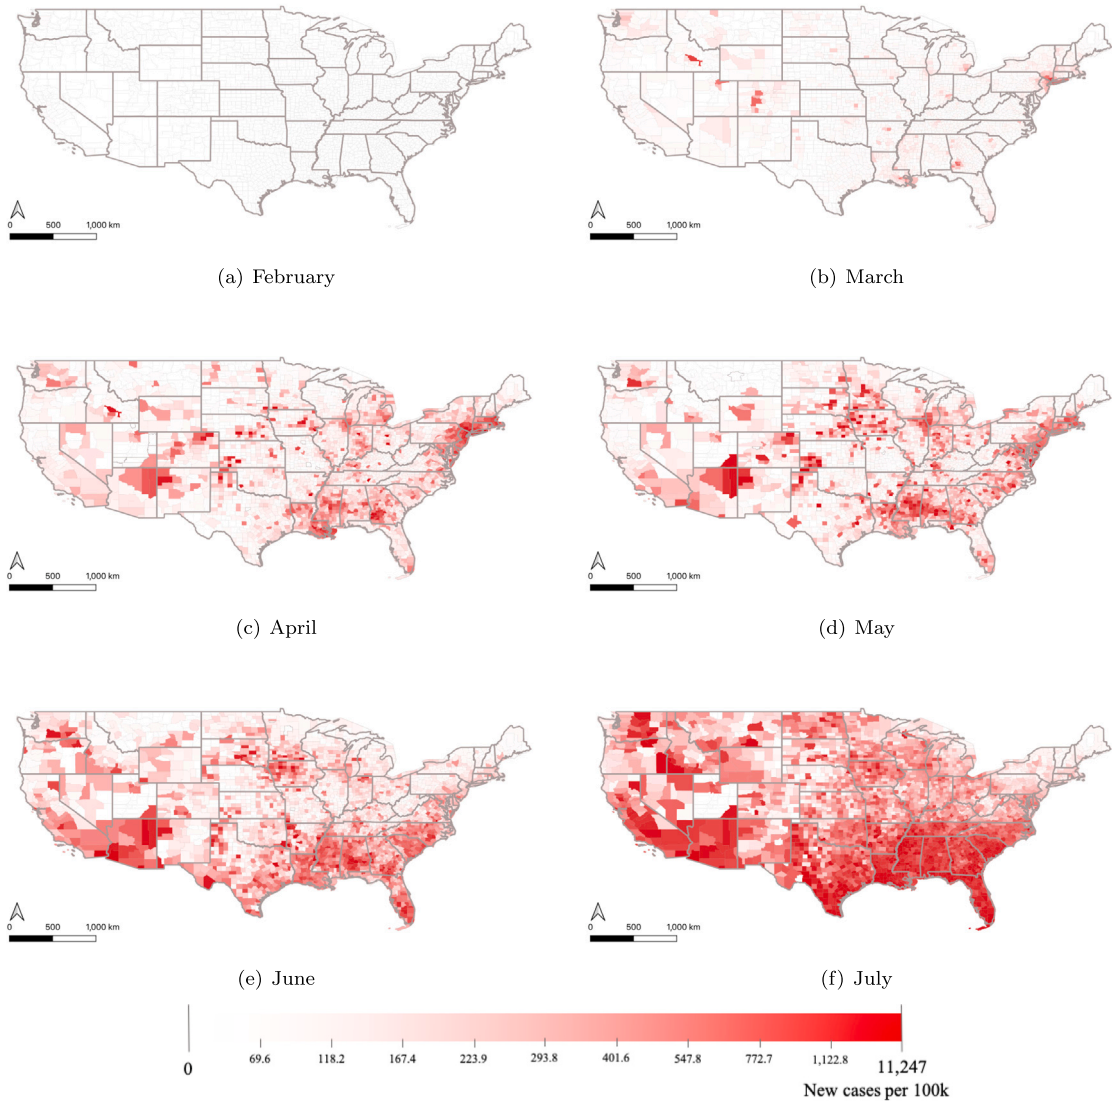 0 500 1,000 km
0 500 1,000 km
(a) February
(b) March
0 500 1,000 km
0 500 1,000 km
(c) April
(d) May
0 500 1,000 km
0 500 1,000 km
(e) June
(f) July
0 69.6 118.2 167.4 223.9 293.8 401.6 547.8 772.7 1,122.8 11,247
New cases per 100k